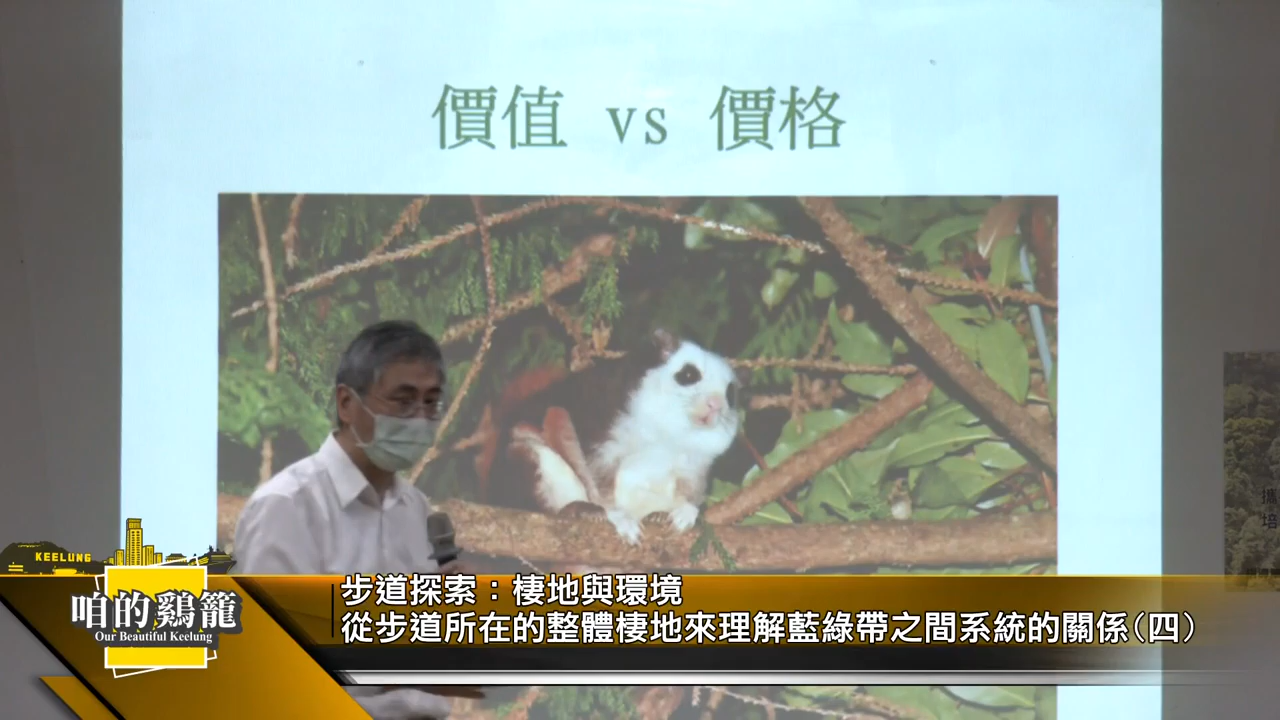 價值 vs 價格
攜
培
KEELUNG
咱的鷄籠
Our Beautiful Keelung
步道探索：棲地與環境
從步道所在的整體棲地來理解藍綠帶之間系統的關係(四)